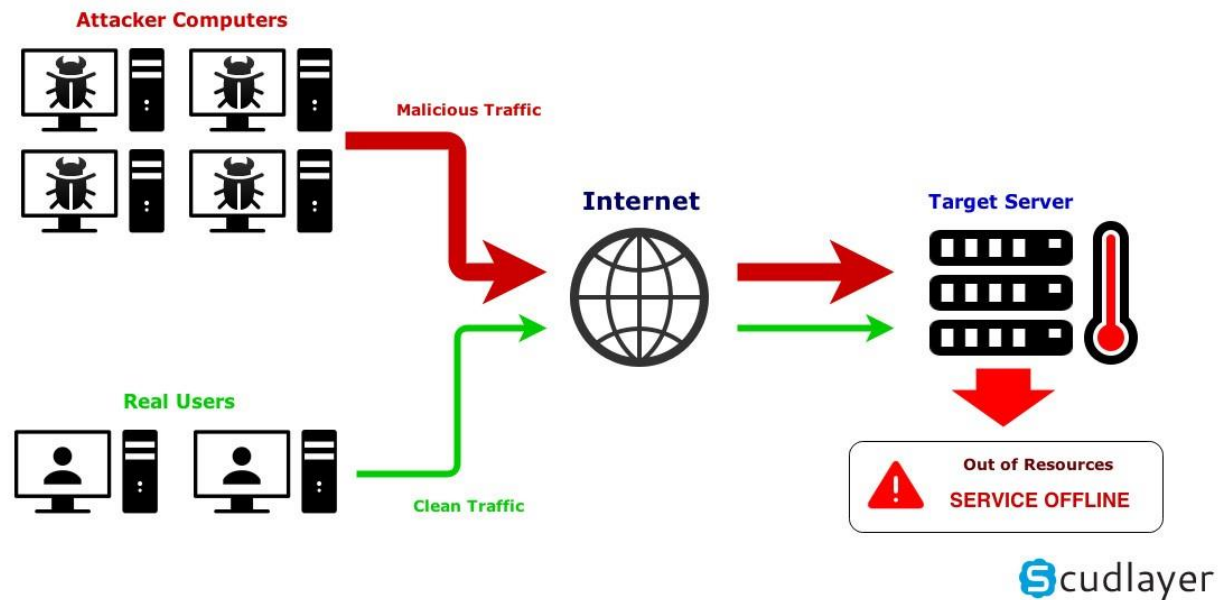 Attacker Computers
Malicious Traffic
Internet
Target Server
Real Users
Clean Traffic
Out of Resources
SERVICE OFFLINE
Scudlayer